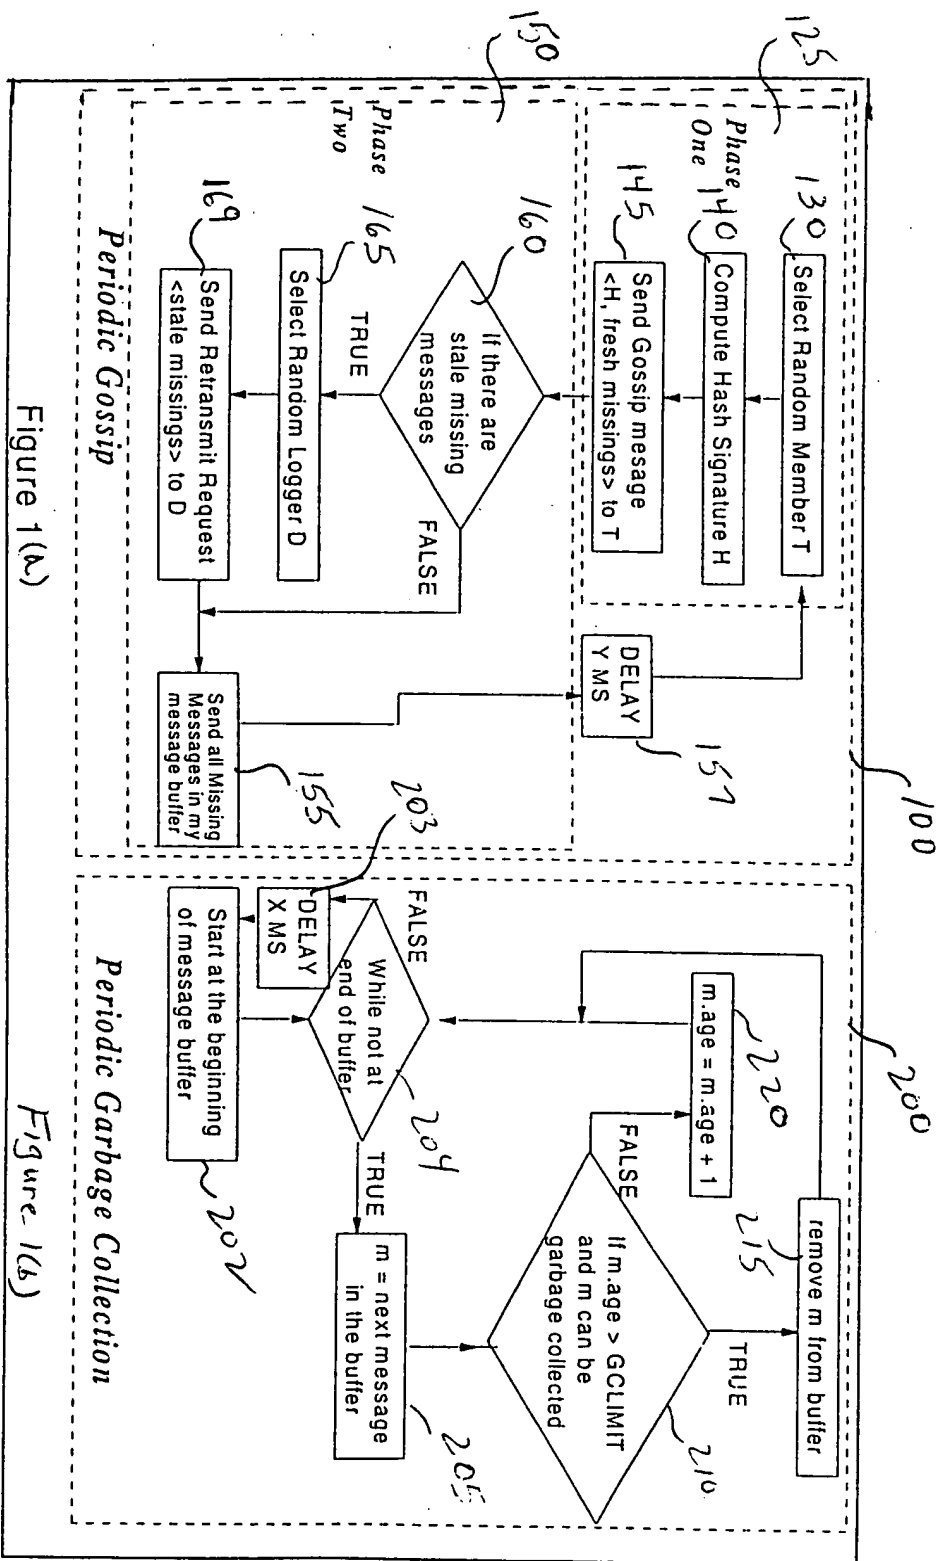 100
125
130
Select Random Member T
Phase
One
140
Compute Hash Signature H
145
Send Gossip mesage
<H, fresh missings> to T
DELAY
Y MS
157
150
Phase
Two
160
If there are
stale missing
messages
TRUE
FALSE
165
Select Random Logger D
169
Send Retransmit Request
<stale missings> to D
155
Send all Missing
Messages in my
message buffer
Periodic Gossip
Figure 1(a)
200
remove m from buffer
215
220
m.age = m.age + 1
TRUE
FALSE
If m.age > GCLIMIT
and m can be
garbage collected
210
FALSE
While not at
end of buffer
204
TRUE
203
DELAY
X MS
m = next message
in the buffer
205
Start at the beginning
of message buffer
202
Periodic Garbage Collection
Figure 1(b)